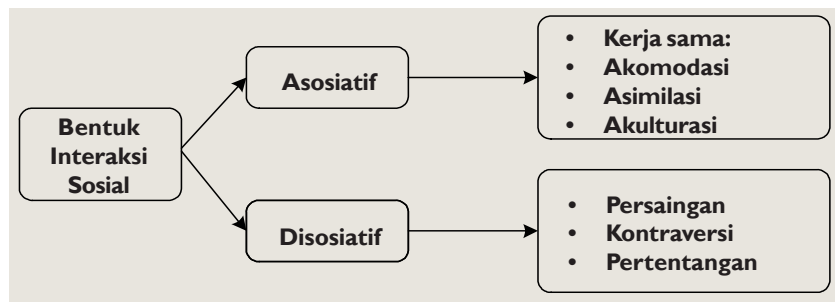 Bentuk
Interaksi
Sosial
Asosiatif
• Kerja sama:
• Akomodasi
• Asimilasi
• Akulturasi
Disosiatif
• Persaingan
• Kontraversi
• Pertentangan